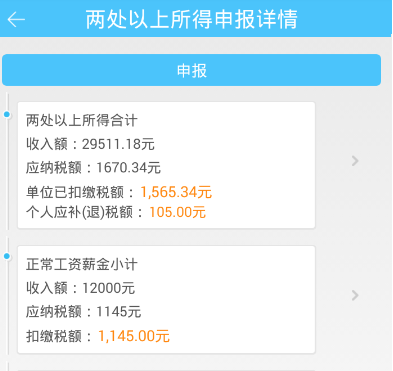 两处以上所得申报详情
申报
两处以上所得合计
收入额：29511.18元
应纳税额：1670.34元
单位已扣缴税额：1,565.34元
个人应补(退)税额：105.00元
正常工资薪金小计
收入额：12000元
应纳税额：1145元
扣缴税额：1,145.00元